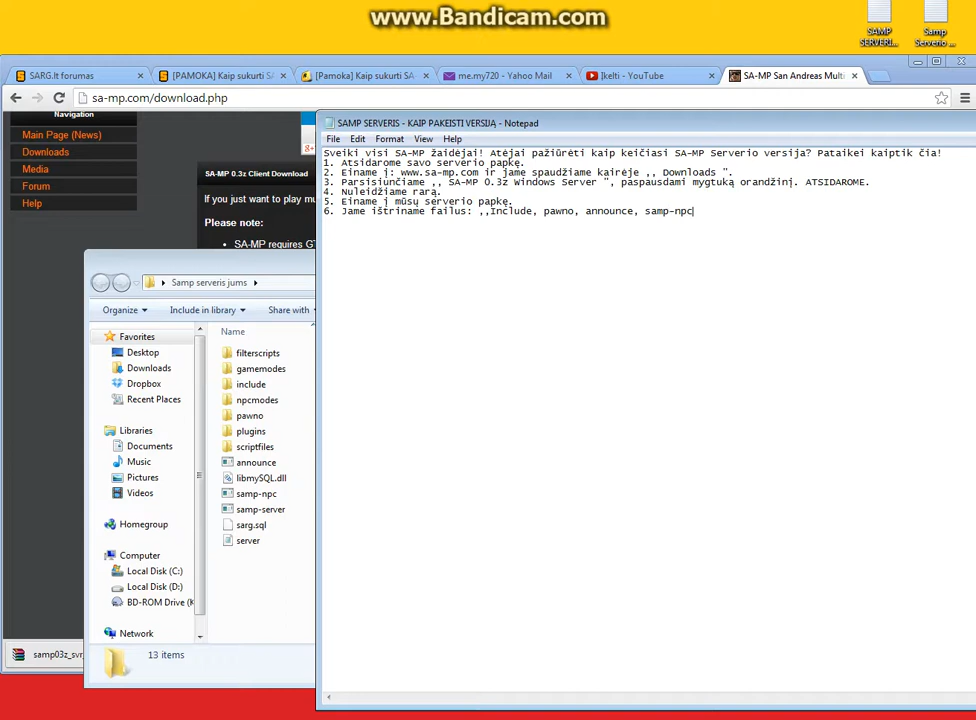 www.Bandicam.com
SAMP
SERVERI...
Samp
Serverio ...
SARG.lt forumas
[PAMOKA] Kaip sukurti SA
[Pamoka] Kaip sukurti SA-
me.my720 - Yahoo Mail
Įkelti - YouTube
SA-MP San Andreas Multi
sa-mp.com/download.php
Navigation
Main Page (News)
Downloads
Media
Forum
Help
SA-MP 0.3z Client Download
If you just want to play mu
Please note:
SA-MP requires GT
SAMP SERVERIS - KAIP PAKEISTI VERSIJĄ - Notepad
File Edit Format View Help
Sveiki visi SA-MP žaidėjai! Atėjai pažiūrėti kaip keičiasi SA-MP Serverio versija? Pataikei kaiptik čia!
1. Atsidarome savo serverio papkę.
2. Einame į: www.sa-mp.com ir jame spaudžiame kairėje ,, Downloads ".
3. Parsisiunčiame ,, SA-MP 0.3z Windows Server ", paspausdami mygtuką orandžinį. ATSIDAROME.
4. Nuleidžiame rarą.
5. Einame į mūsų serverio papkę.
6. Jame ištriname failus: ,,Include, pawno, announce, samp-npc
Samp serveris jums
Organize Include in library Share with
Favorites
Desktop
Downloads
Dropbox
Recent Places
Libraries
Documents
Music
Pictures
Videos
Homegroup
Computer
Local Disk (C:)
Local Disk (D:)
BD-ROM Drive (
Network
Name
filterscripts
gamemodes
include
npcmodes
pawno
plugins
scriptfiles
announce
libmySQL.dll
samp-npc
samp-server
sarg.sql
server
13 items
samp03z_svr